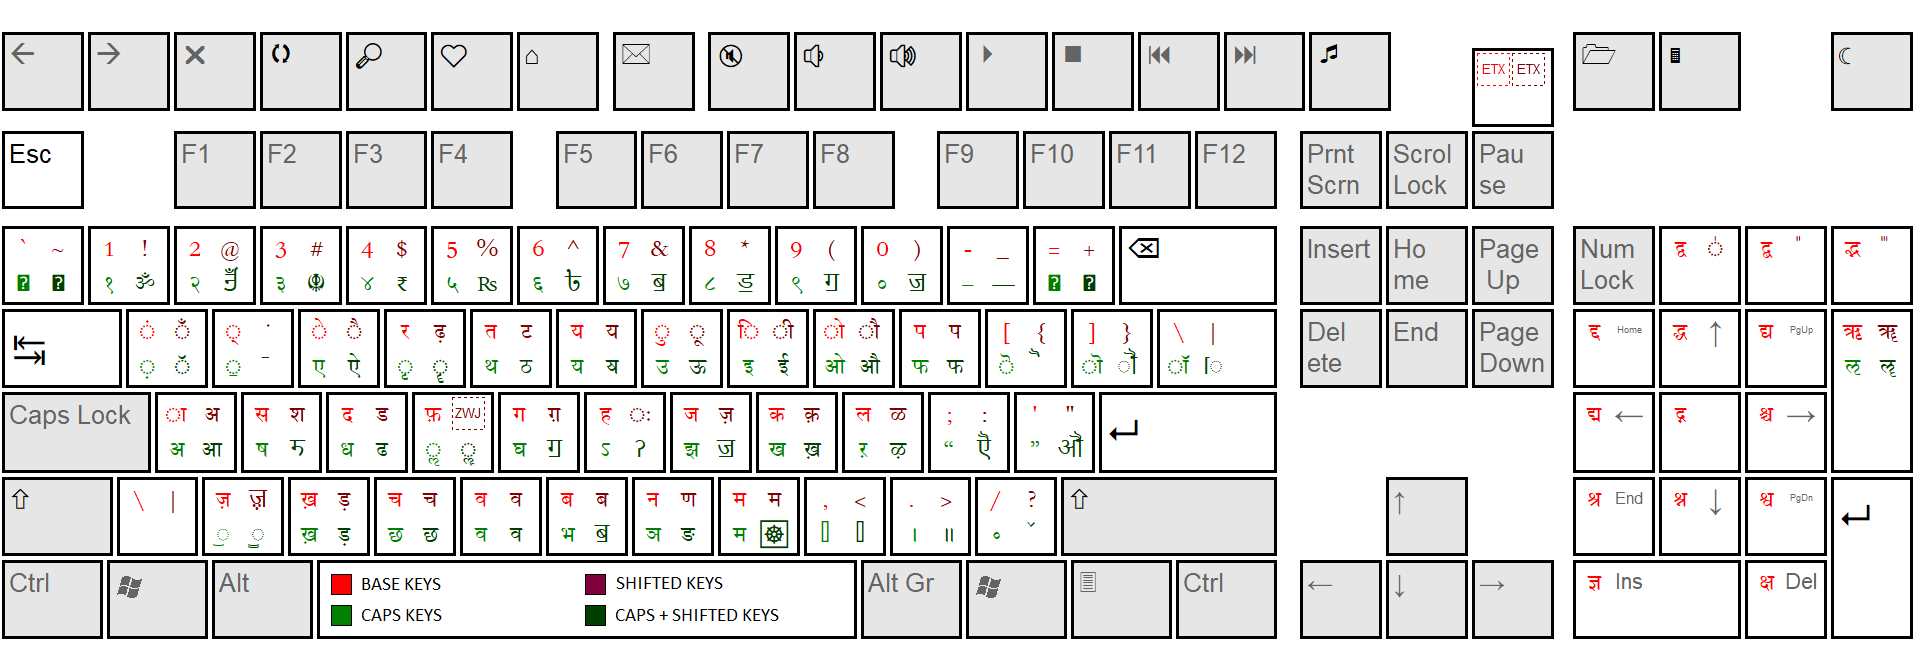 ETX ETX
Esc F1 F2 F3 F4 F5 F6 F7 F8 F9 F10 F11 F12 Prnt Scrn Scrol Lock Pau se
` ~ 1 ! 2 @ 3 # 4 $ 5 % 6 ^ 7 & 8 * 9 ( 0 ) - _ = + Insert Ho me Page Up Num Lock द्व ' द्व " द्ध '"
१ ॐ २ ३ ४ ₹ ५ ₨ ६ ७ ॿ ८ ॾ ९ ॻ ० ॼ – —
ं ँ ् े ै र ढ़ त ट य य ु ू ि ी ो ौ प प [ { ] } \ | Del ete End Page Down द्द Home द्ध ↑ द्य PgUp ऋ ॠ
़ ॅ ॒ ए ऐ ृ ॄ थ ठ य य उ ऊ इ ई ओ औ फ फ ॆ ॊ ॉ ऌ ॡ
Caps Lock ा अ स श द ड फ़ ZWJ ग ग़ ह ः ज ज़ क क़ ल ळ ; : ' " द्य ← द्व श्च →
अ आ ष ध ढ ॢ ॣ घ ॻ ऽ ॽ झ ॼ ख ख़ ऱ ऴ “ ऎ ” ऒ
⇧ \ | ज़ ॹ ख़ ड़ च च व व ब ब न ण म म , < . > / ? ⇧ ↑ श्र End श्न ↓ श्व PgDn
ख़ ड़ छ छ व व भ ॿ ञ ङ म । ॥ ॰
Ctrl Alt Alt Gr Ctrl ← ↓ → ज्ञ Ins क्ष Del
BASE KEYS SHIFTED KEYS
CAPS KEYS CAPS + SHIFTED KEYS